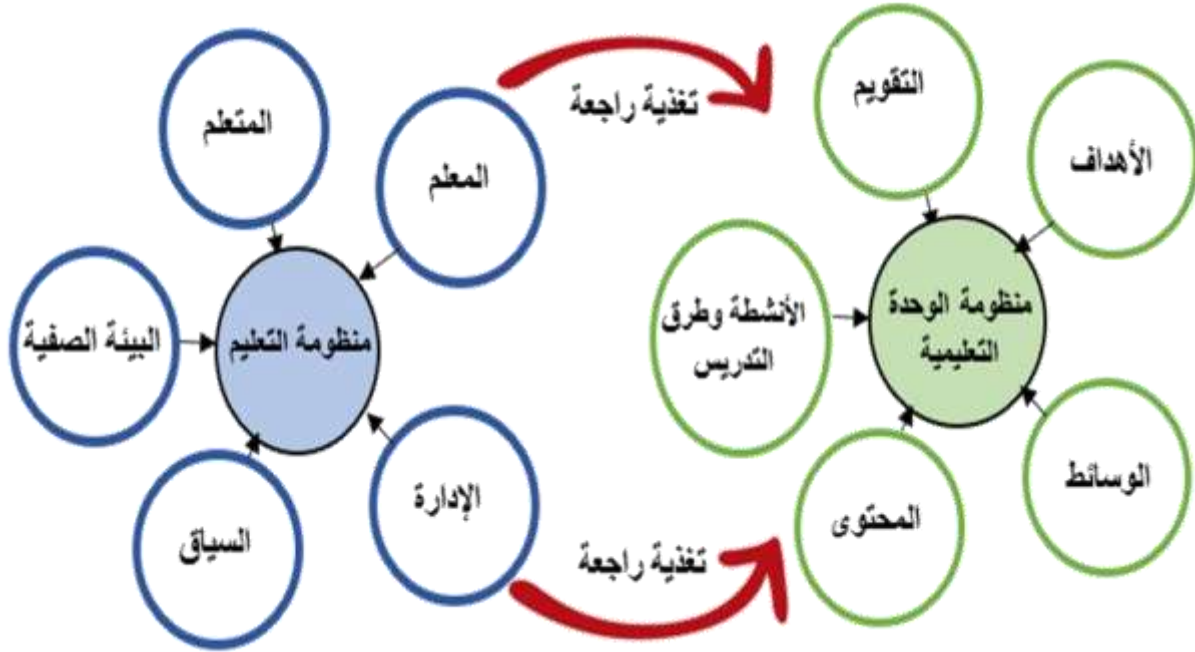 التقويم
الأهداف
منظومة الوحدة
التعليمية
الأنشطة وطرق
التدريس
الوسائط
المحتوى
تغذية راجعة
تغذية راجعة
المتعلم
المعلم
منظومة التعليم
البيئة الصفية
الإدارة
السياق